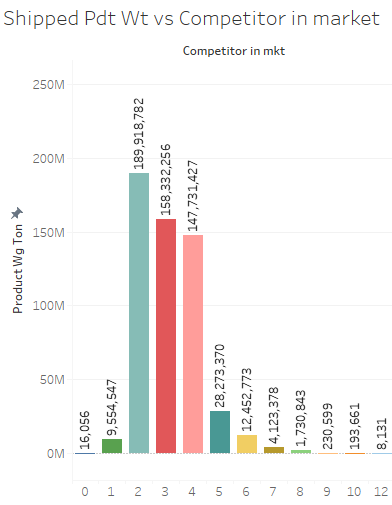 Shipped Pdt Wt vs Competitor in market
Competitor in mkt
Product Wg Ton
250M
200M
150M
100M
50M
0M
16,056
9,554,547
189,918,782
158,332,256
147,731,427
28,273,370
12,452,773
4,123,378
1,730,843
230,599
193,661
8,131
0 1 2 3 4 5 6 7 8 9 10 12